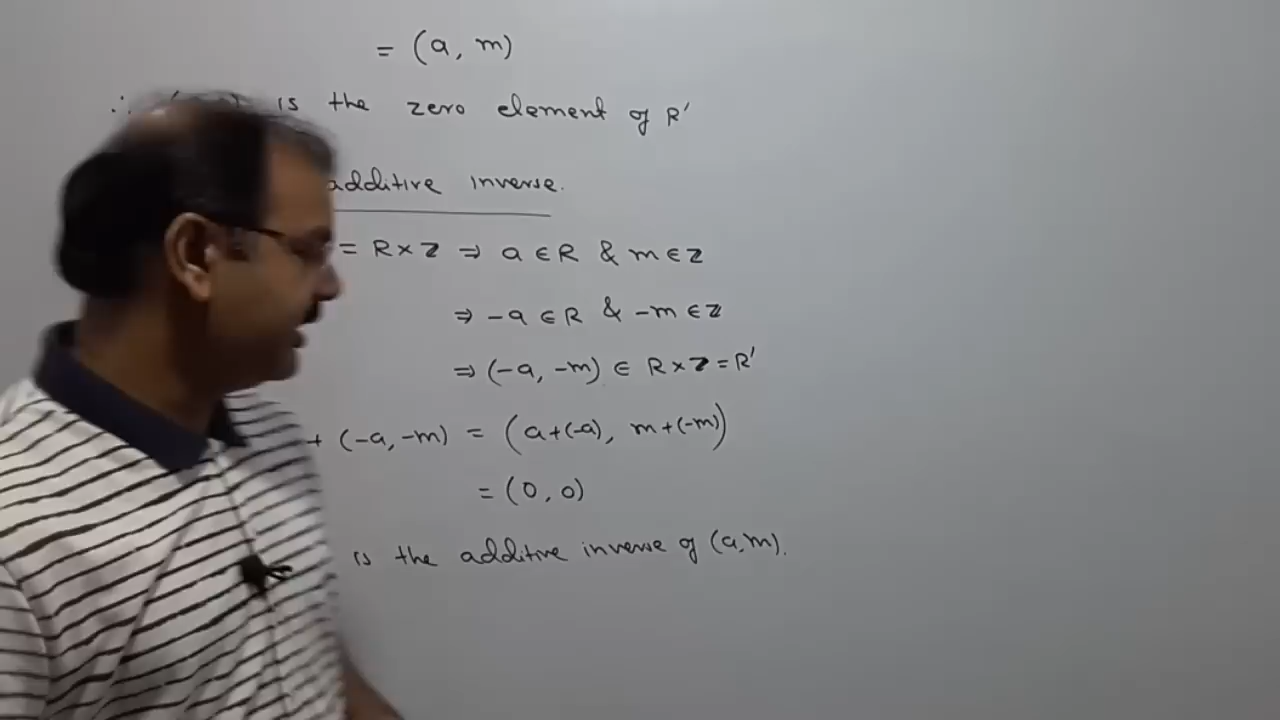 = (a, m)
∴ is the zero element of R'
additive inverse.
= R×Z ⇒ a ∈ R & m ∈ Z
⇒ -a ∈ R & -m ∈ Z
⇒ (-a, -m) ∈ R×Z = R'
+ (-a, -m) = (a+(-a), m+(-m))
= (0, 0)
is the additive inverse of (a, m).